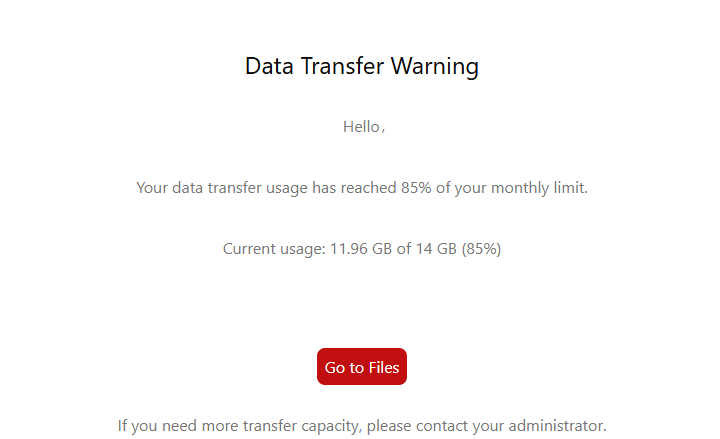 Data Transfer Warning
Hello,
Your data transfer usage has reached 85% of your monthly limit.
Current usage: 11.96 GB of 14 GB (85%)
Go to Files
If you need more transfer capacity, please contact your administrator.